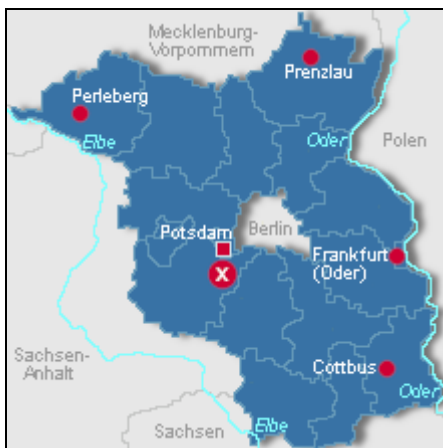 Mecklenburg-
Vorpommern
Prenzlau
Perleberg
Elbe
Oder
Polen
Potsdam
Berlin
Frankfurt
(Oder)
X
Sachsen-
Anhalt
Cottbus
Oder
Elbe
Sachsen